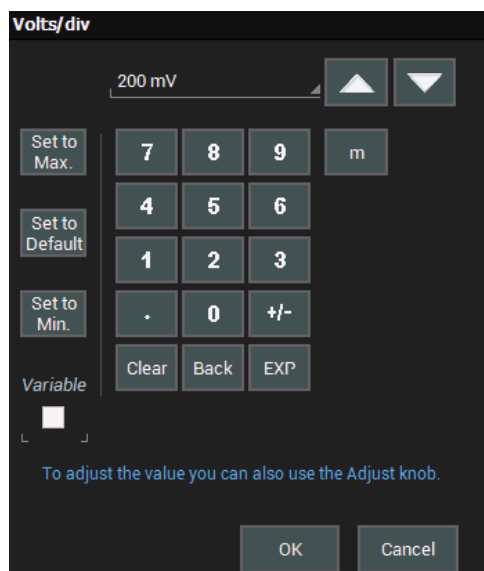 Volts/div
200 mV
Set to
Max.
7
8
9
m
Set to
Default
4
5
6
1
2
3
Set to
Min.
.
0
+/-
Variable
Clear
Back
EXP
To adjust the value you can also use the Adjust knob.
OK
Cancel